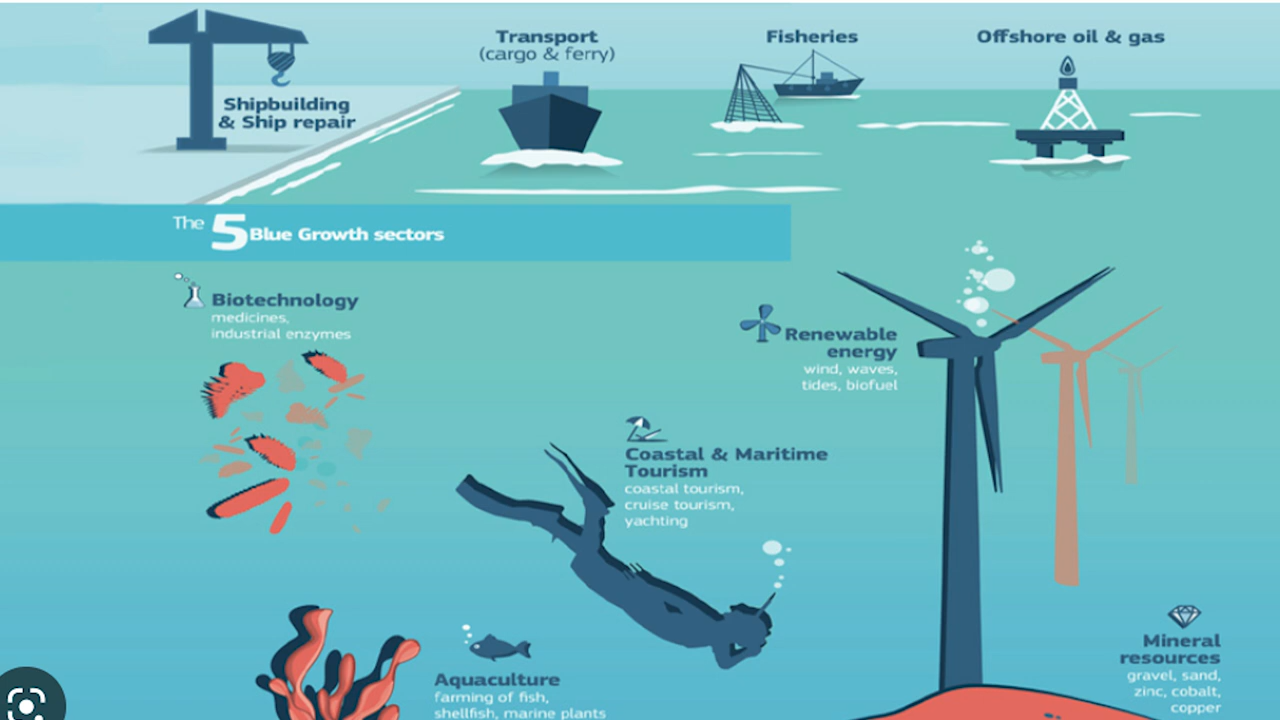 Transport
(cargo & ferry)
Fisheries
Offshore oil & gas
Shipbuilding
& Ship repair
The 5 Blue Growth sectors
Biotechnology
medicines,
industrial enzymes
Renewable
energy
wind, waves,
tides, biofuel
Coastal & Maritime
Tourism
coastal tourism,
cruise tourism,
yachting
Aquaculture
farming of fish,
shellfish, marine plants
Mineral
resources
gravel, sand,
zinc, cobalt,
copper